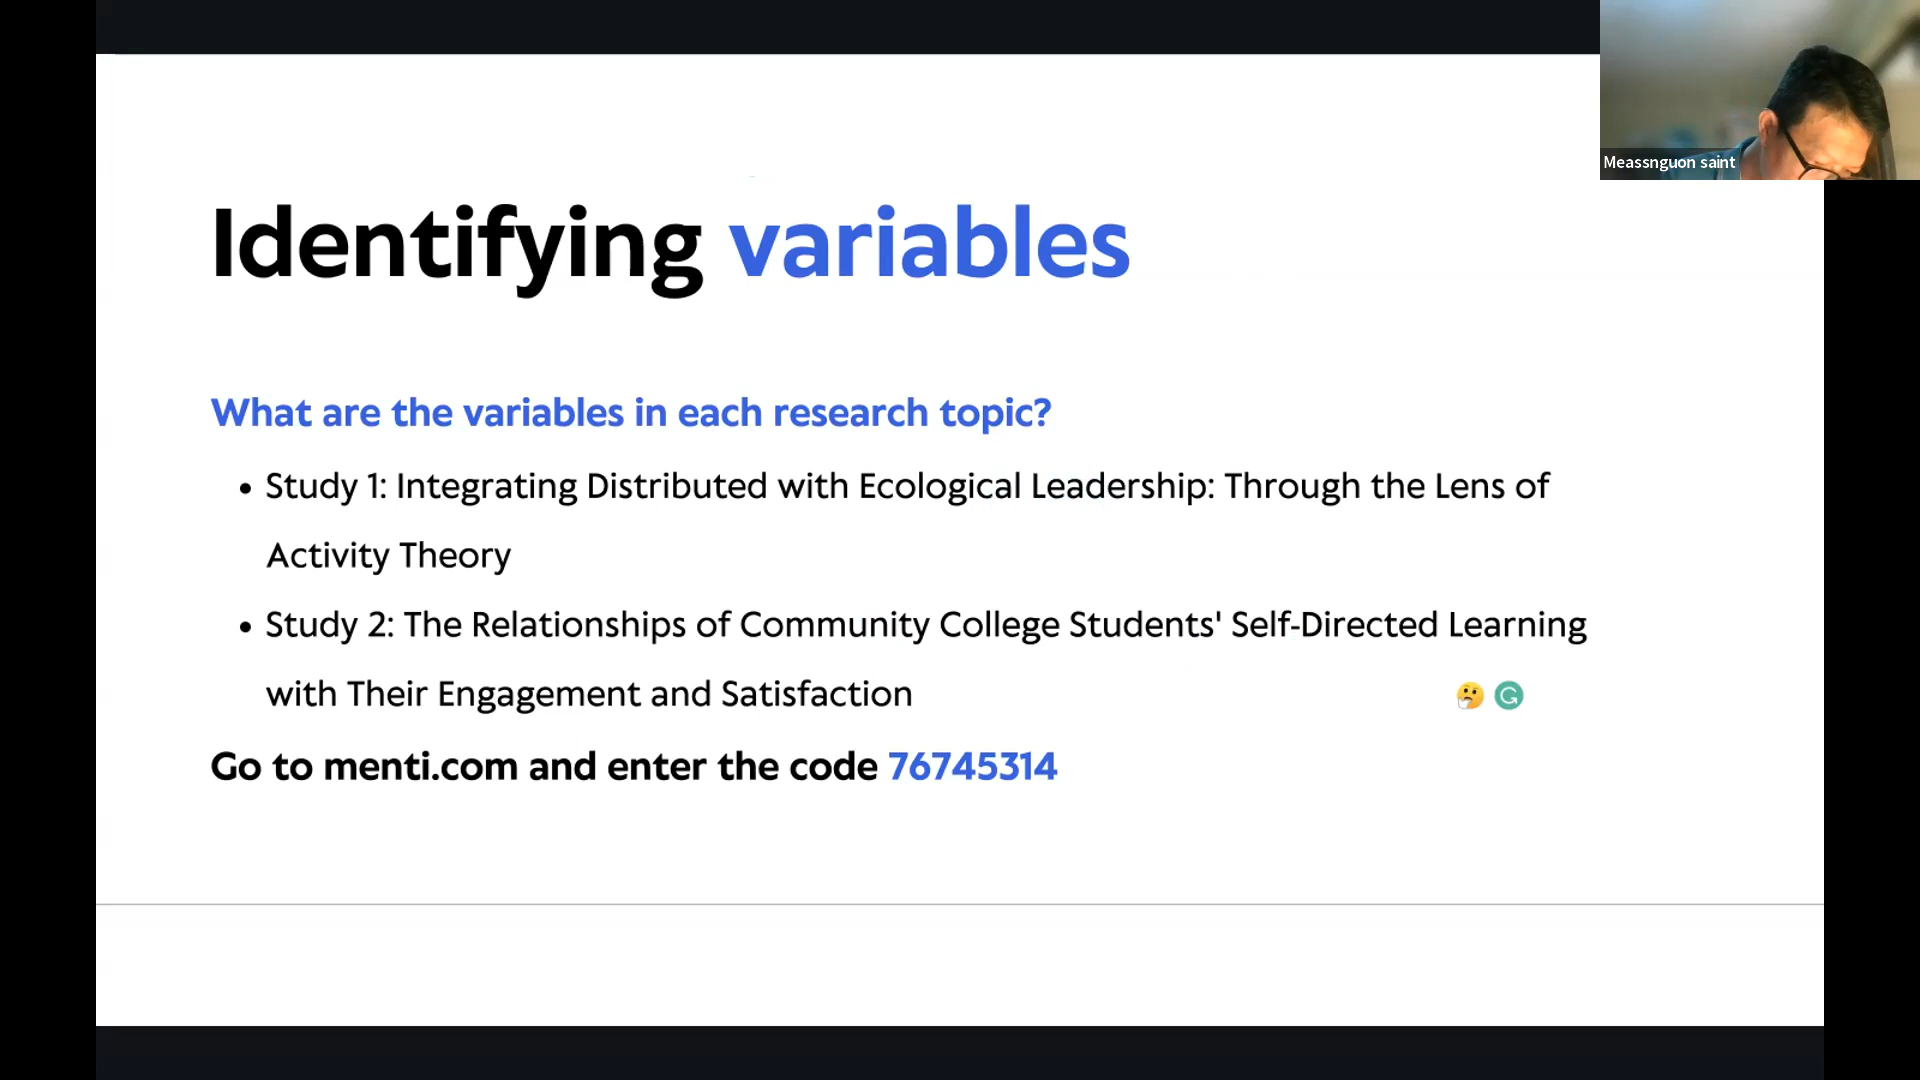 Meassnguon saint
Identifying variables
What are the variables in each research topic?
• Study 1: Integrating Distributed with Ecological Leadership: Through the Lens of
Activity Theory
• Study 2: The Relationships of Community College Students' Self-Directed Learning
with Their Engagement and Satisfaction
Go to menti.com and enter the code 76745314